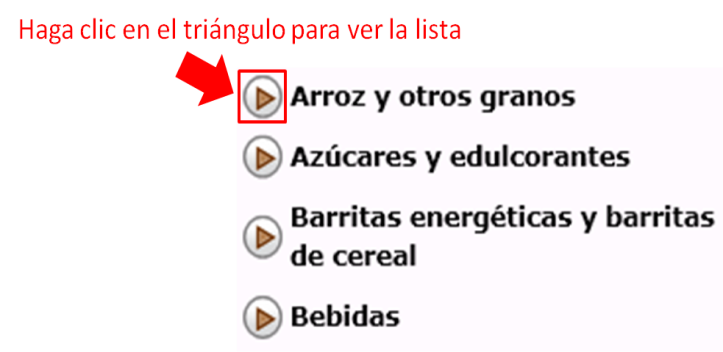 Haga clic en el triángulo para ver la lista
Arroz y otros granos
Azúcares y edulcorantes
Barritas energéticas y barritas
de cereal
Bebidas